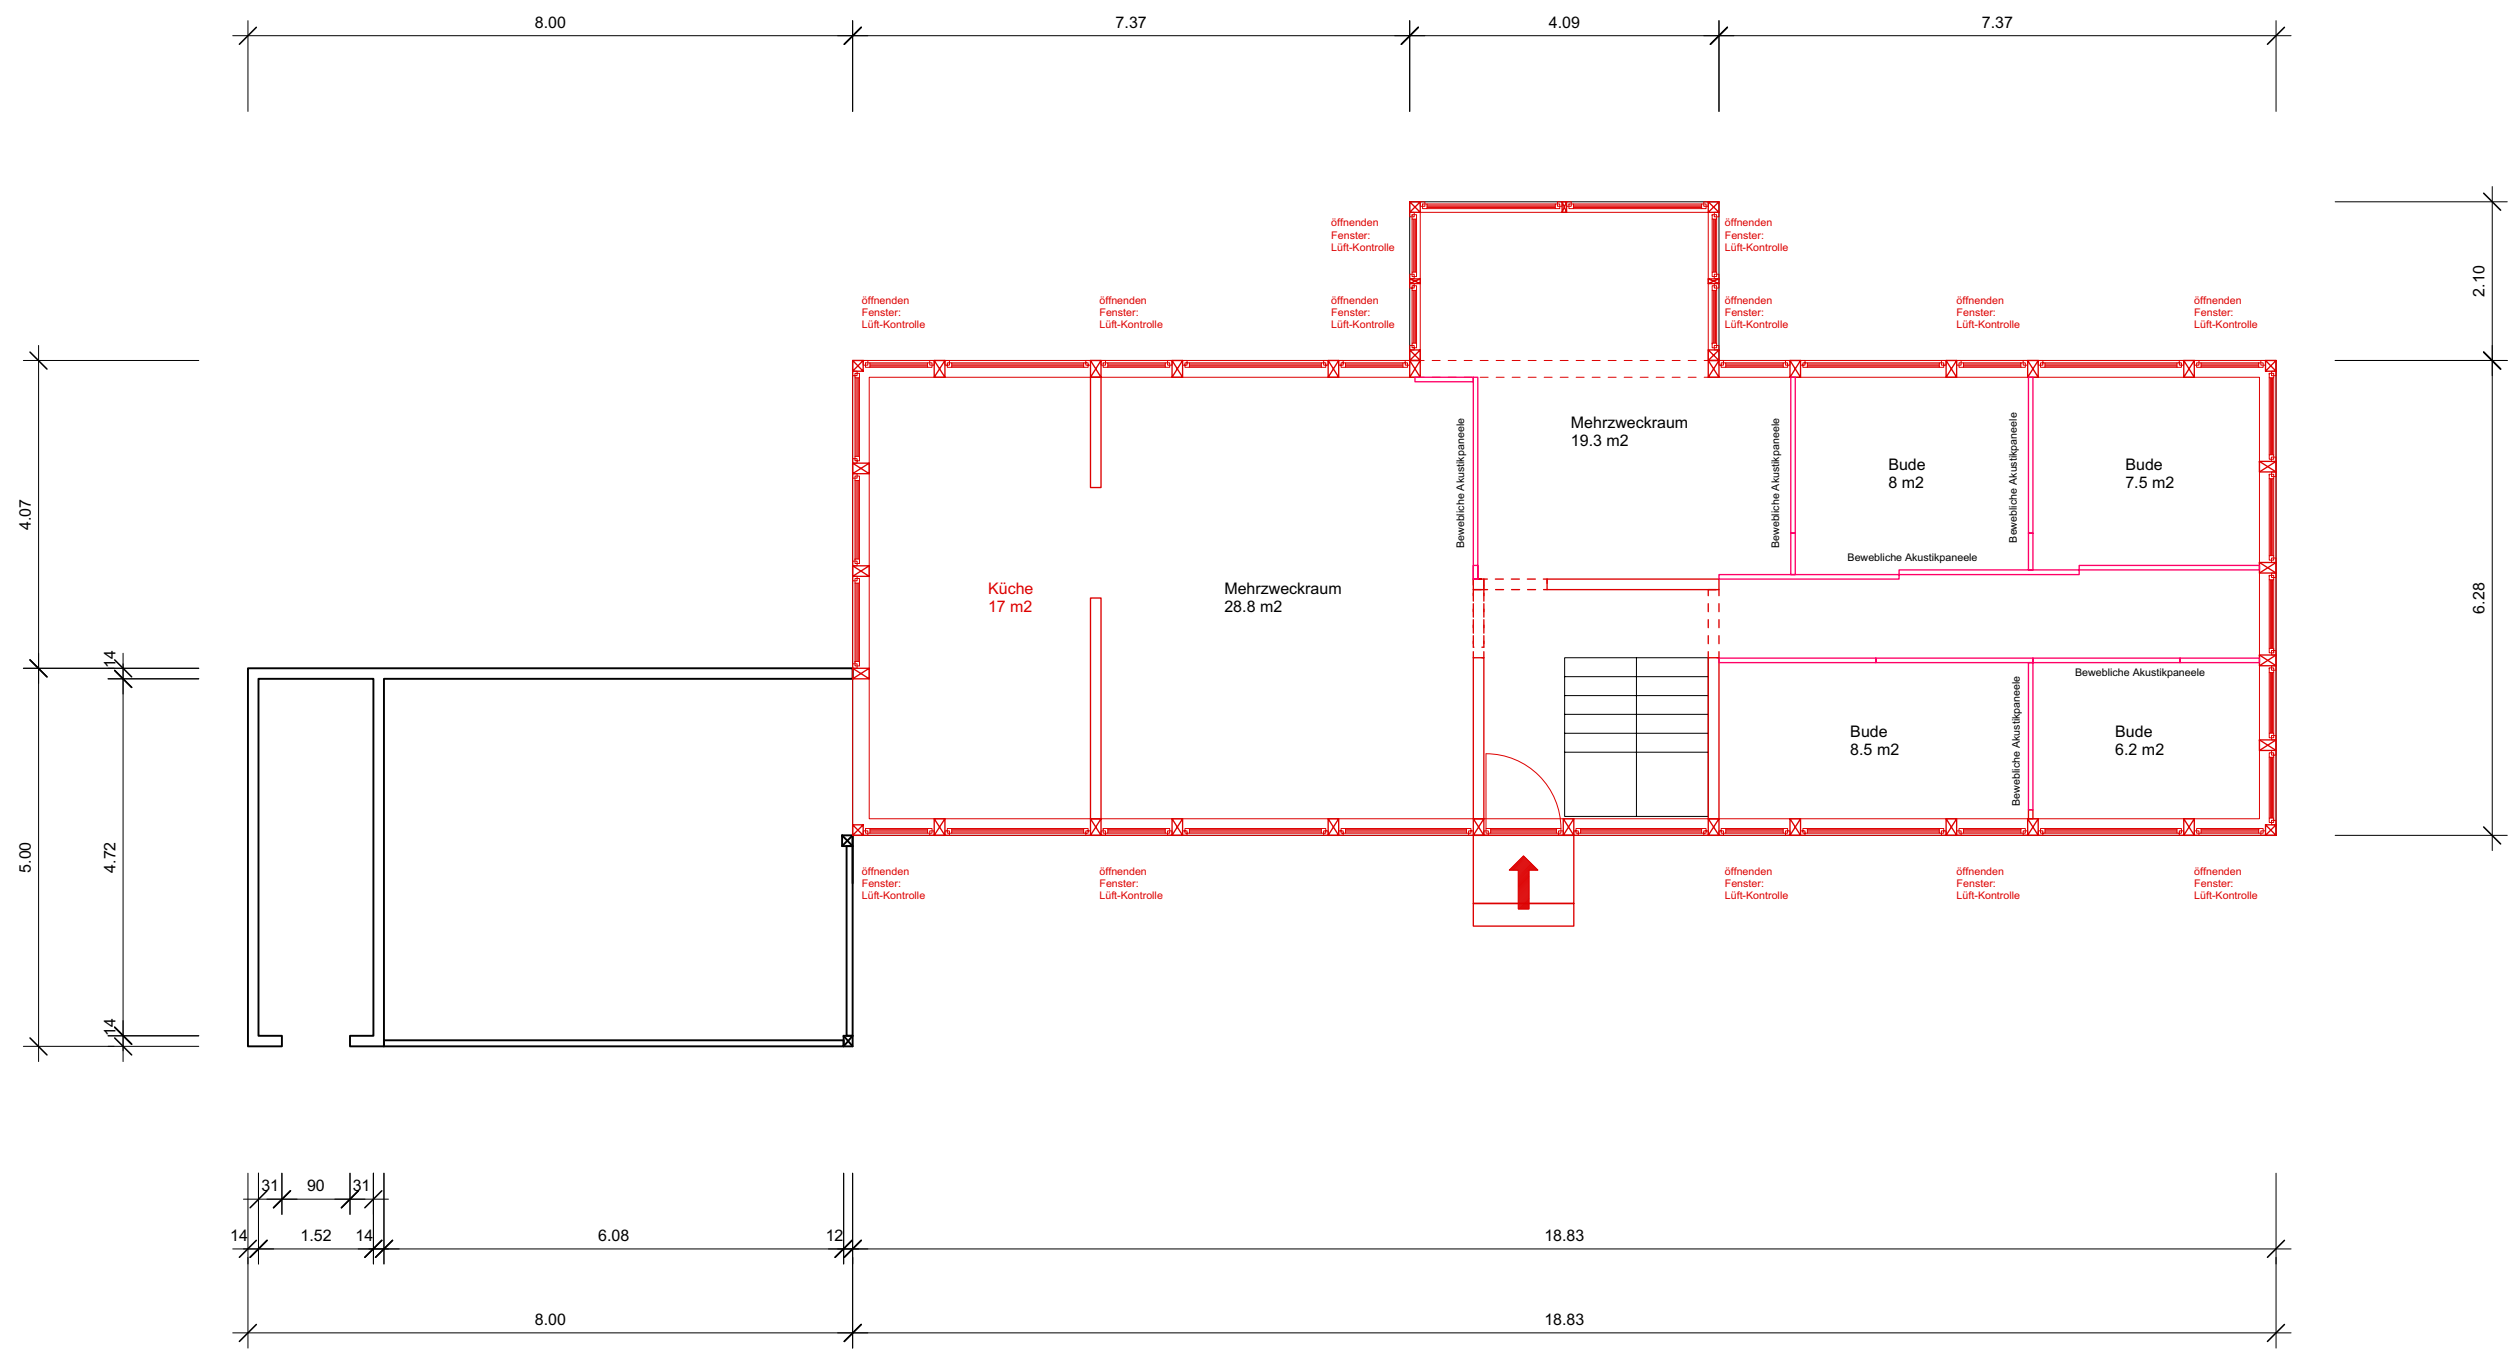 8.00
7.37
4.09
7.37
öffnenden
Fenster:
Lüft-Kontrolle
öffnenden
Fenster:
Lüft-Kontrolle
2.10
öffnenden
Fenster:
Lüft-Kontrolle
öffnenden
Fenster:
Lüft-Kontrolle
öffnenden
Fenster:
Lüft-Kontrolle
öffnenden
Fenster:
Lüft-Kontrolle
öffnenden
Fenster:
Lüft-Kontrolle
öffnenden
Fenster:
Lüft-Kontrolle
4.07
Bewebliche Akustikpaneele
Mehrzweckraum
19.3 m2
Bewebliche Akustikpaneele
Bude
8 m2
Bewebliche Akustikpaneele
Bude
7.5 m2
Bewebliche Akustikpaneele
Küche
17 m2
Mehrzweckraum
28.8 m2
6.28
14
Bewebliche Akustikpaneele
Bude
8.5 m2
Bewebliche Akustikpaneele
Bude
6.2 m2
5.00
4.72
öffnenden
Fenster:
Lüft-Kontrolle
öffnenden
Fenster:
Lüft-Kontrolle
öffnenden
Fenster:
Lüft-Kontrolle
öffnenden
Fenster:
Lüft-Kontrolle
öffnenden
Fenster:
Lüft-Kontrolle
14
31
90
31
14
1.52
14
6.08
12
18.83
8.00
18.83